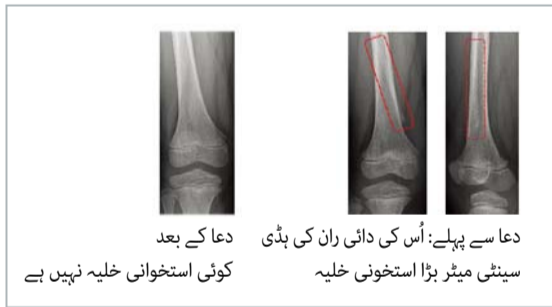 دعا سے پہلے: اُس کی دائی ران کی ہڈی
سینٹی میٹر بڑا استخونی خلیہ
دعا کے بعد
کوئی استخوانی خلیہ نہیں ہے